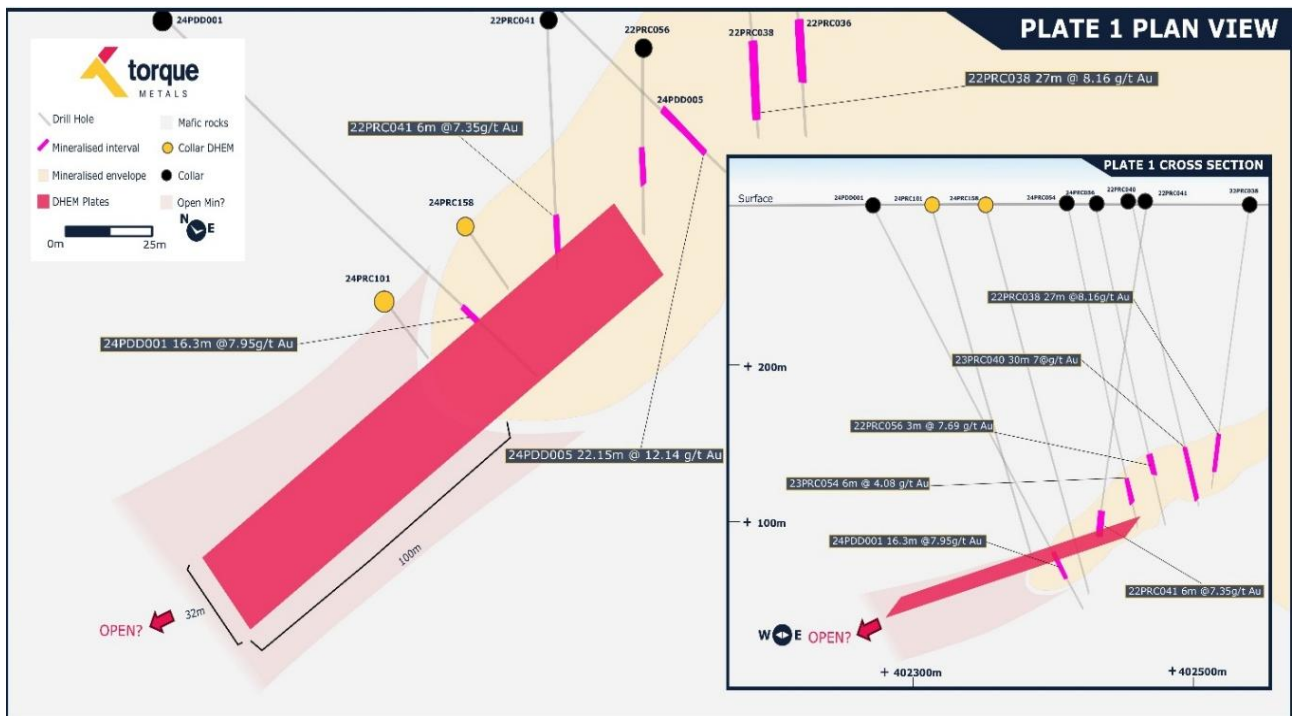 PLATE 1 PLAN VIEW
24PDD001
22PRC041
22PRC056
22PRC038
22PRC036
torque
METALS
Drill Hole
Mafic rocks
Mineralised interval
Collar DHEM
Mineralised envelope
Collar
DHEM Plates
Open Min?
N
E
0m
25m
22PRC038 27m @ 8.16 g/t Au
24PDD005
22PRC041 6m @7.35g/t Au
24PRC158
24PRC101
24PDD001 16.3m @7.95g/t Au
24PDD005 22.15m @ 12.14 g/t Au
100m
32m
OPEN?
PLATE 1 CROSS SECTION
Surface
24PDD001
24PRC101
24PRC158
24PRC054
24PRC056
22PRC040
22PRC041
23PRC038
22PRC038 27m @8.16g/t Au
+ 200m
23PRC040 30m 7@g/t Au
22PRC056 3m @ 7.69 g/t Au
23PRC054 6m @ 4.08 g/t Au
+ 100m
24PDD001 16.3m @7.95g/t Au
22PRC041 6m @7.35g/t Au
W E OPEN?
+ 402300m
+ 402500m